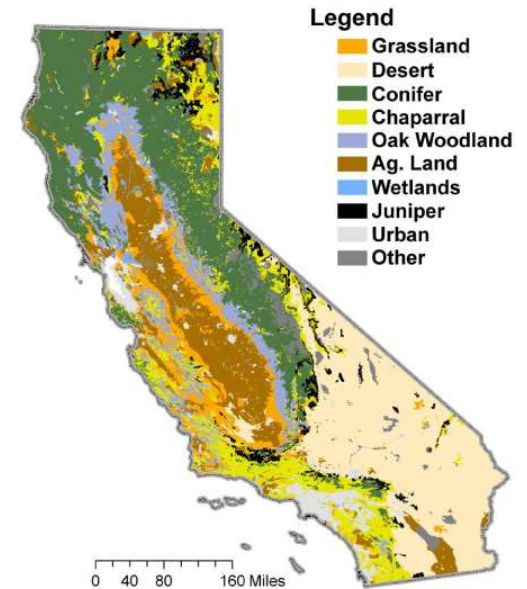 Legend
Grassland
Desert
Conifer
Chaparral
Oak Woodland
Ag. Land
Wetlands
Juniper
Urban
Other
0 40 80 160 Miles